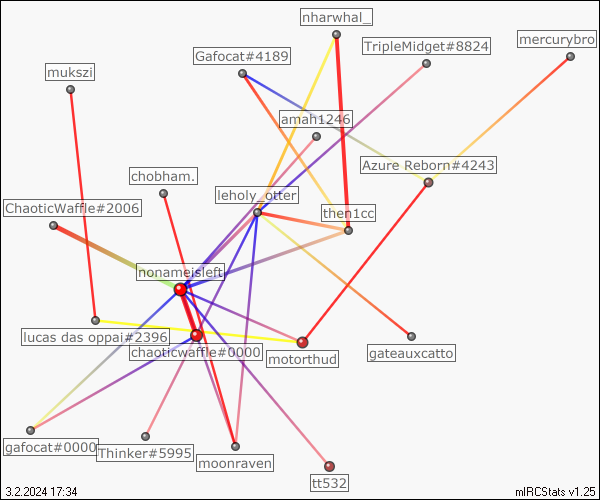 nharwhal_
mercurybro
TripleMidget#8824
Gafocat#4189
mukszi
amah1246
Azure Reborn#4243
chobham.
leholy_otter
ChaoticWaffle#2006
then1cc
nonameisleft
lucas das oppai#2396
chaoticwaffle#0000
motorthud
gateauxcatto
gafocat#0000
Thinker#5995
moonraven
tt532
3.2.2024 17:34
mIRCStats v1.25